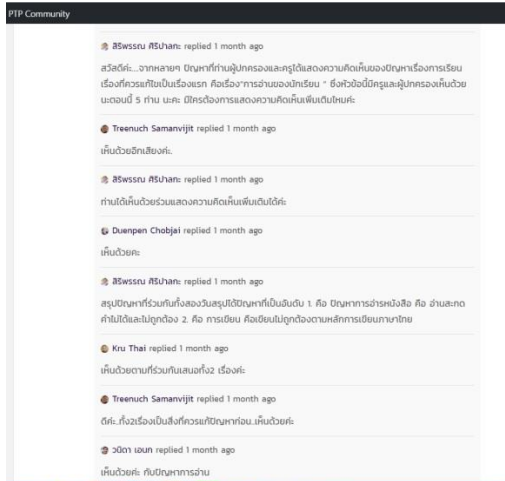 PTP Community
สิริพรรณ ศิริปาลกะ replied 1 month ago
สวัสดีค่ะ...จากหลายๆ ปัญหาที่ท่านผู้ปกครองและครูได้แสดงความคิดเห็นของปัญหาเรื่องการเรียน
เรื่องที่ควรแก้ไขเป็นเรื่องแรก คือเรื่อง"การอ่านของนักเรียน " ซึ่งหัวข้อนี้มีครูและผู้ปกครองเห็นด้วย
นะตอนนี้ 5 ท่าน นะคะ มีใครต้องการแสดงความคิดเห็นเพิ่มเติมไหมค่ะ
Treenuch Samanvijit replied 1 month ago
เห็นด้วยอีกเสียงค่ะ.
สิริพรรณ ศิริปาลกะ replied 1 month ago
ท่านได้เห็นด้วยร่วมแสดงความคิดเห็นเพิ่มเติมได้ค่ะ
Duenpen Chobjai replied 1 month ago
เห็นด้วยคะ
สิริพรรณ ศิริปาลกะ replied 1 month ago
สรุปปัญหาที่ร่วมกันทั้งสองวันสรุปได้ปัญหาที่เป็นอันดับ 1. คือ ปัญหาการอ่ารหนังสือ คือ อ่านสะกด
คำไม่ได้และไม่ถูกต้อง 2. คือ การเขียน คือเขียนไม่ถูกต้องตามหลักการเขียนภาษาไทย
Kru Thai replied 1 month ago
เห็นด้วยตามที่ร่วมกันเสนอทั้ง2 เรื่องค่ะ
Treenuch Samanvijit replied 1 month ago
ดีค่ะ..ทั้ง2เรื่องเป็นสิ่งที่ควรแก้ปัญหาก่อน..เห็นด้วยค่ะ
วนิดา เอนก replied 1 month ago
เห็นด้วยค่ะ กับปัญหาการอ่าน